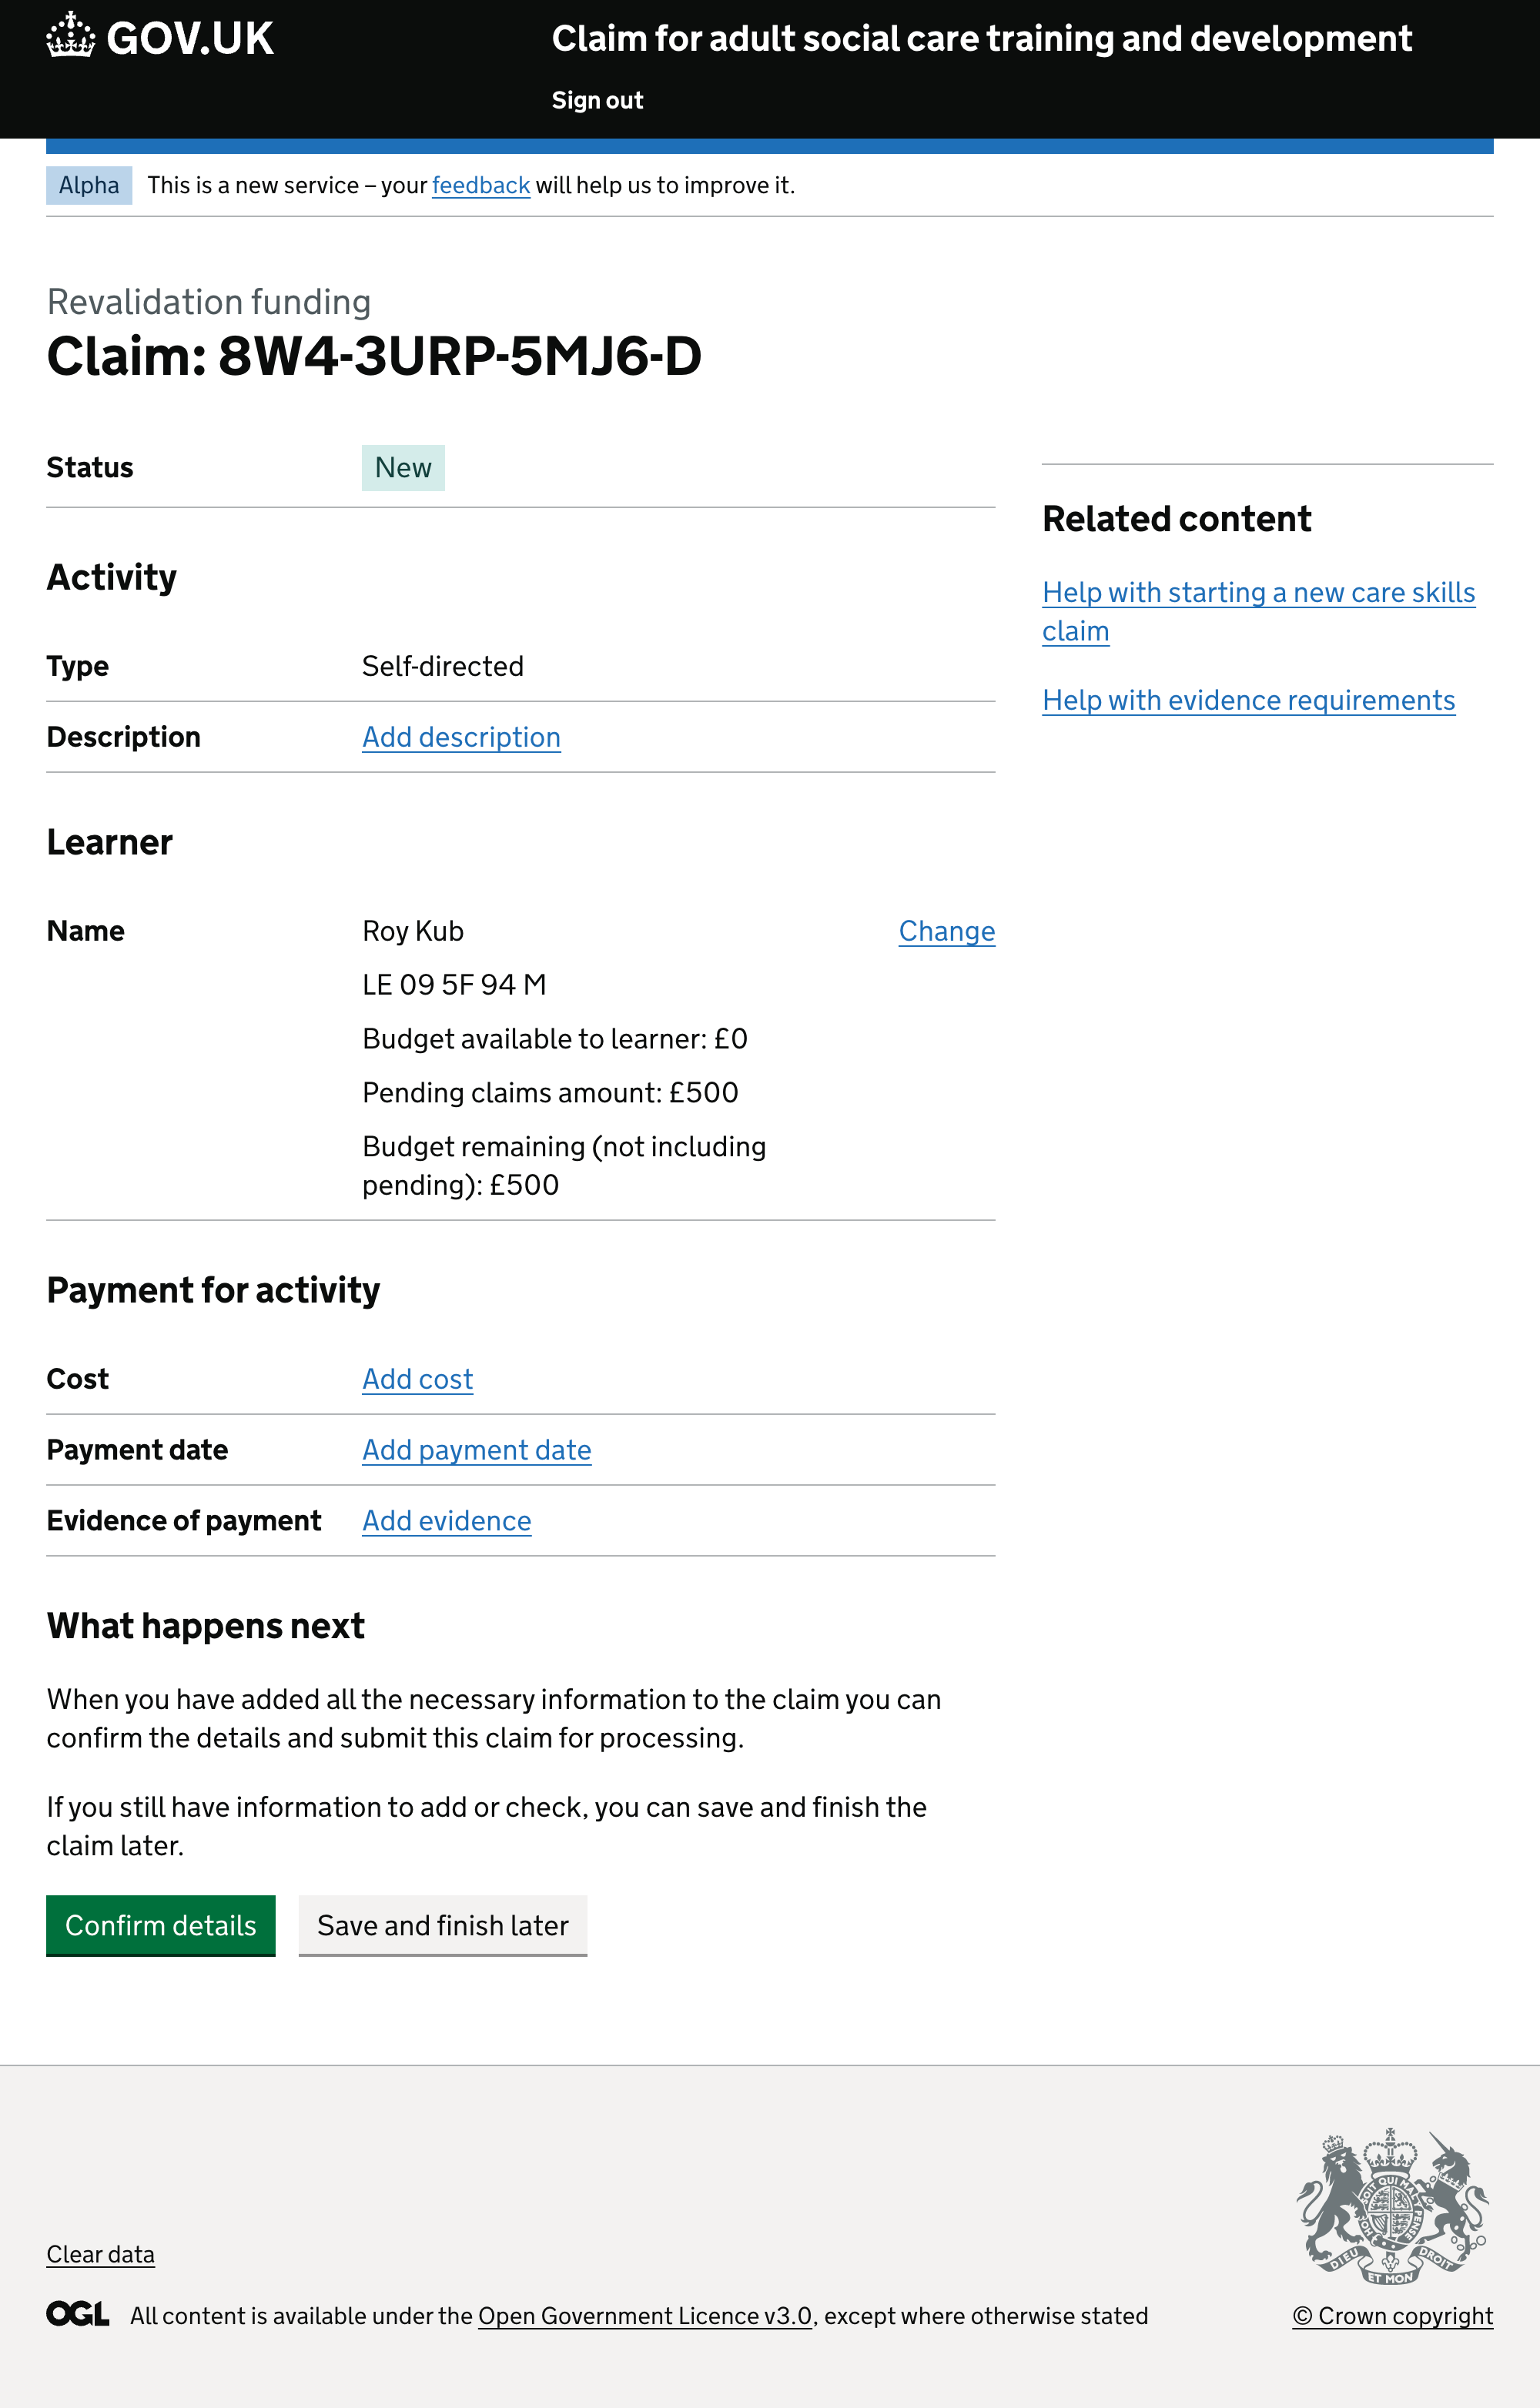 GOV.UK
Claim for adult social care training and development
Sign out
Alpha
This is a new service – your feedback will help us to improve it.
Revalidation funding
Claim: 8W4-3URP-5MJ6-D
Status
New
Activity
Type
Self-directed
Description
Add description
Learner
Name
Roy Kub
Change
LE 09 5F 94 M
Budget available to learner: £0
Pending claims amount: £500
Budget remaining (not including
pending): £500
Payment for activity
Cost
Add cost
Payment date
Add payment date
Evidence of payment
Add evidence
What happens next
When you have added all the necessary information to the claim you can
confirm the details and submit this claim for processing.
If you still have information to add or check, you can save and finish the
claim later.
Confirm details
Save and finish later
Related content
Help with starting a new care skills
claim
Help with evidence requirements
Clear data
OGL
All content is available under the Open Government Licence v3.0, except where otherwise stated
DIEU ET MON DROIT
© Crown copyright